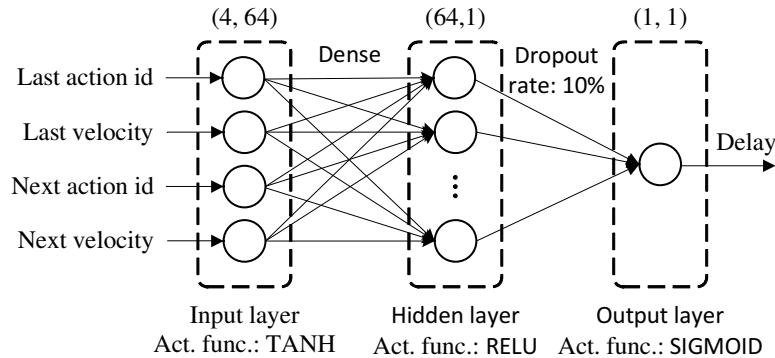 (4, 64)
(64,1)
(1, 1)
Dense
Dropout
rate: 10%
Last action id
Last velocity
Next action id
Next velocity
Delay
Input layer
Act. func.: TANH
Hidden layer
Act. func.: RELU
Output layer
Act. func.: SIGMOID